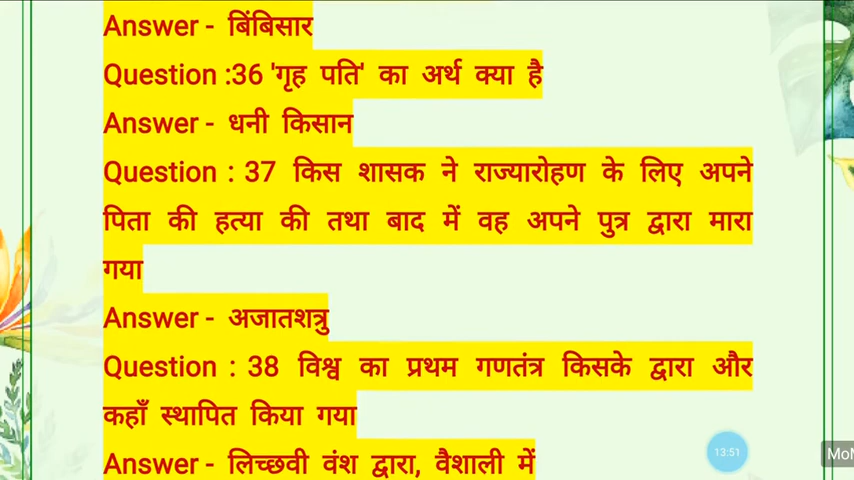 Answer - बिंबिसार
Question :36 'गृह पति' का अर्थ क्या है
Answer - धनी किसान
Question : 37 किस शासक ने राज्यारोहण के लिए अपने
पिता की हत्या की तथा बाद में वह अपने पुत्र द्वारा मारा
गया
Answer - अजातशत्रु
Question : 38 विश्व का प्रथम गणतंत्र किसके द्वारा और
कहाँ स्थापित किया गया
Answer - लिच्छवी वंश द्वारा, वैशाली में
13:51